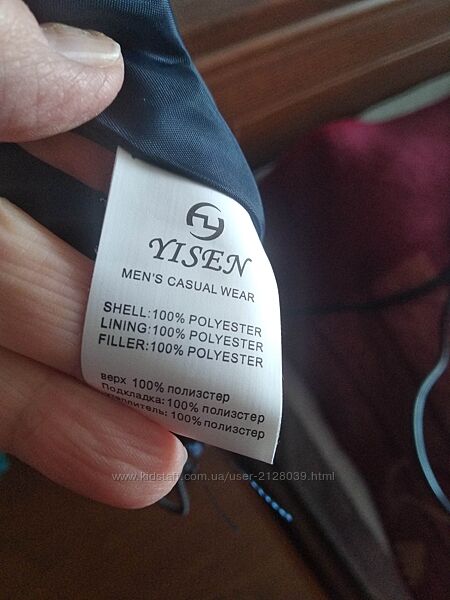 YISEN
MEN'S CASUAL WEAR
SHELL:100% POLYESTER
LINING:100% POLYESTER
FILLER:100% POLYESTER
верх 100% полиэстер
Подкладка: 100% полиэстер
утеплитель: 100% полиэстер
www.kidstaff.com.ua/user-2128039.html